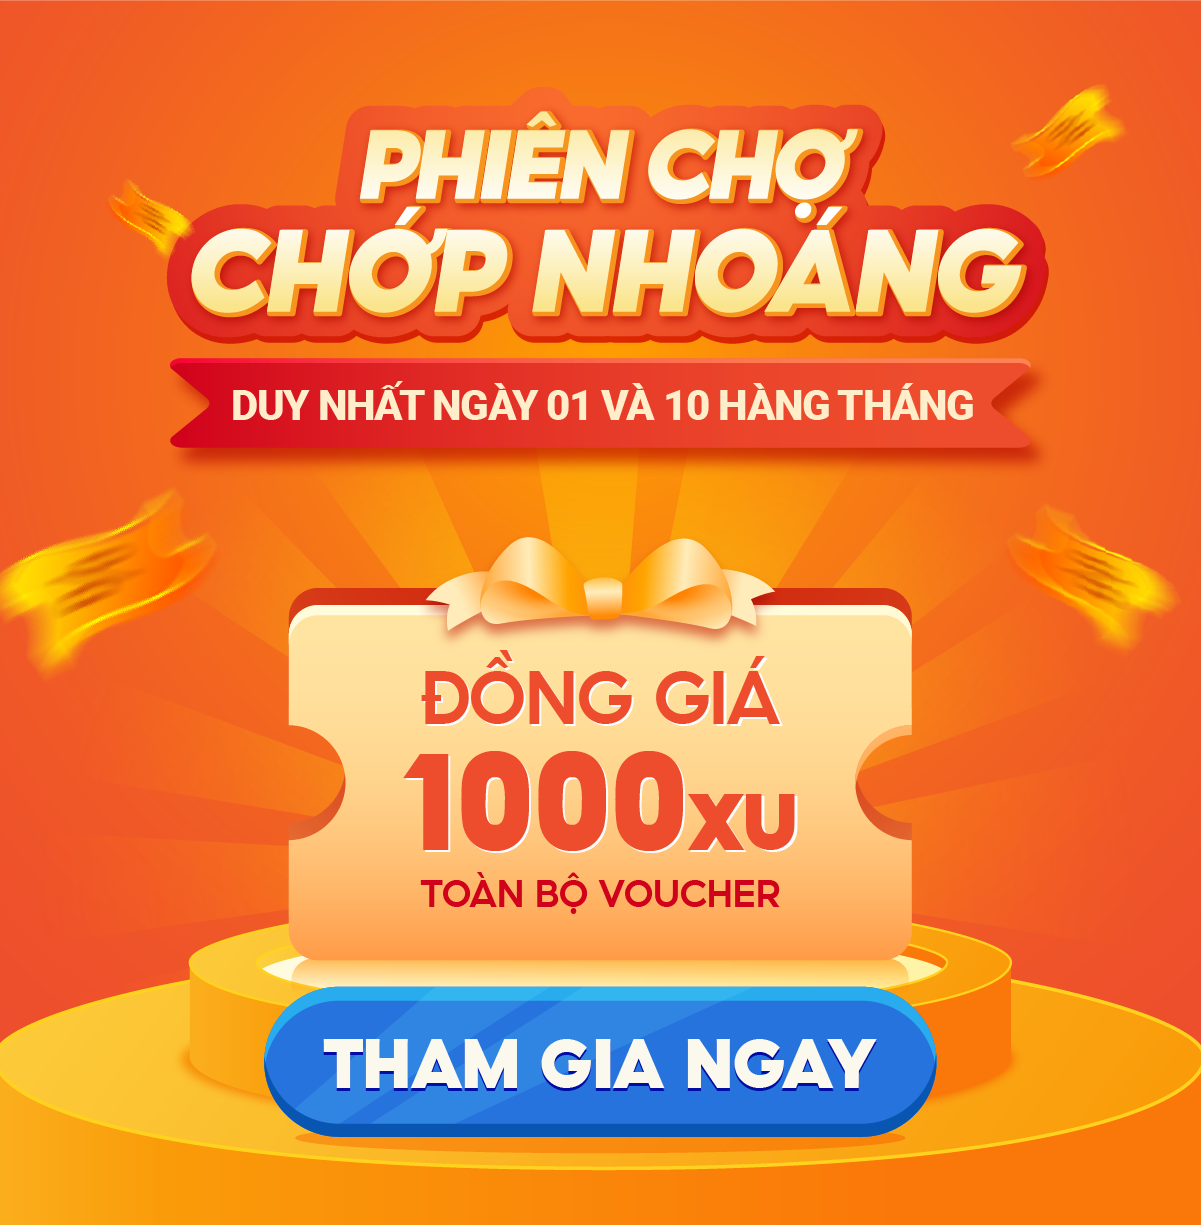 PHIÊN CHỢ
CHỚP NHOÁNG
DUY NHẤT NGÀY 01 VÀ 10 HÀNG THÁNG
ĐỒNG GIÁ
1000XU
TOÀN BỘ VOUCHER
THAM GIA NGAY